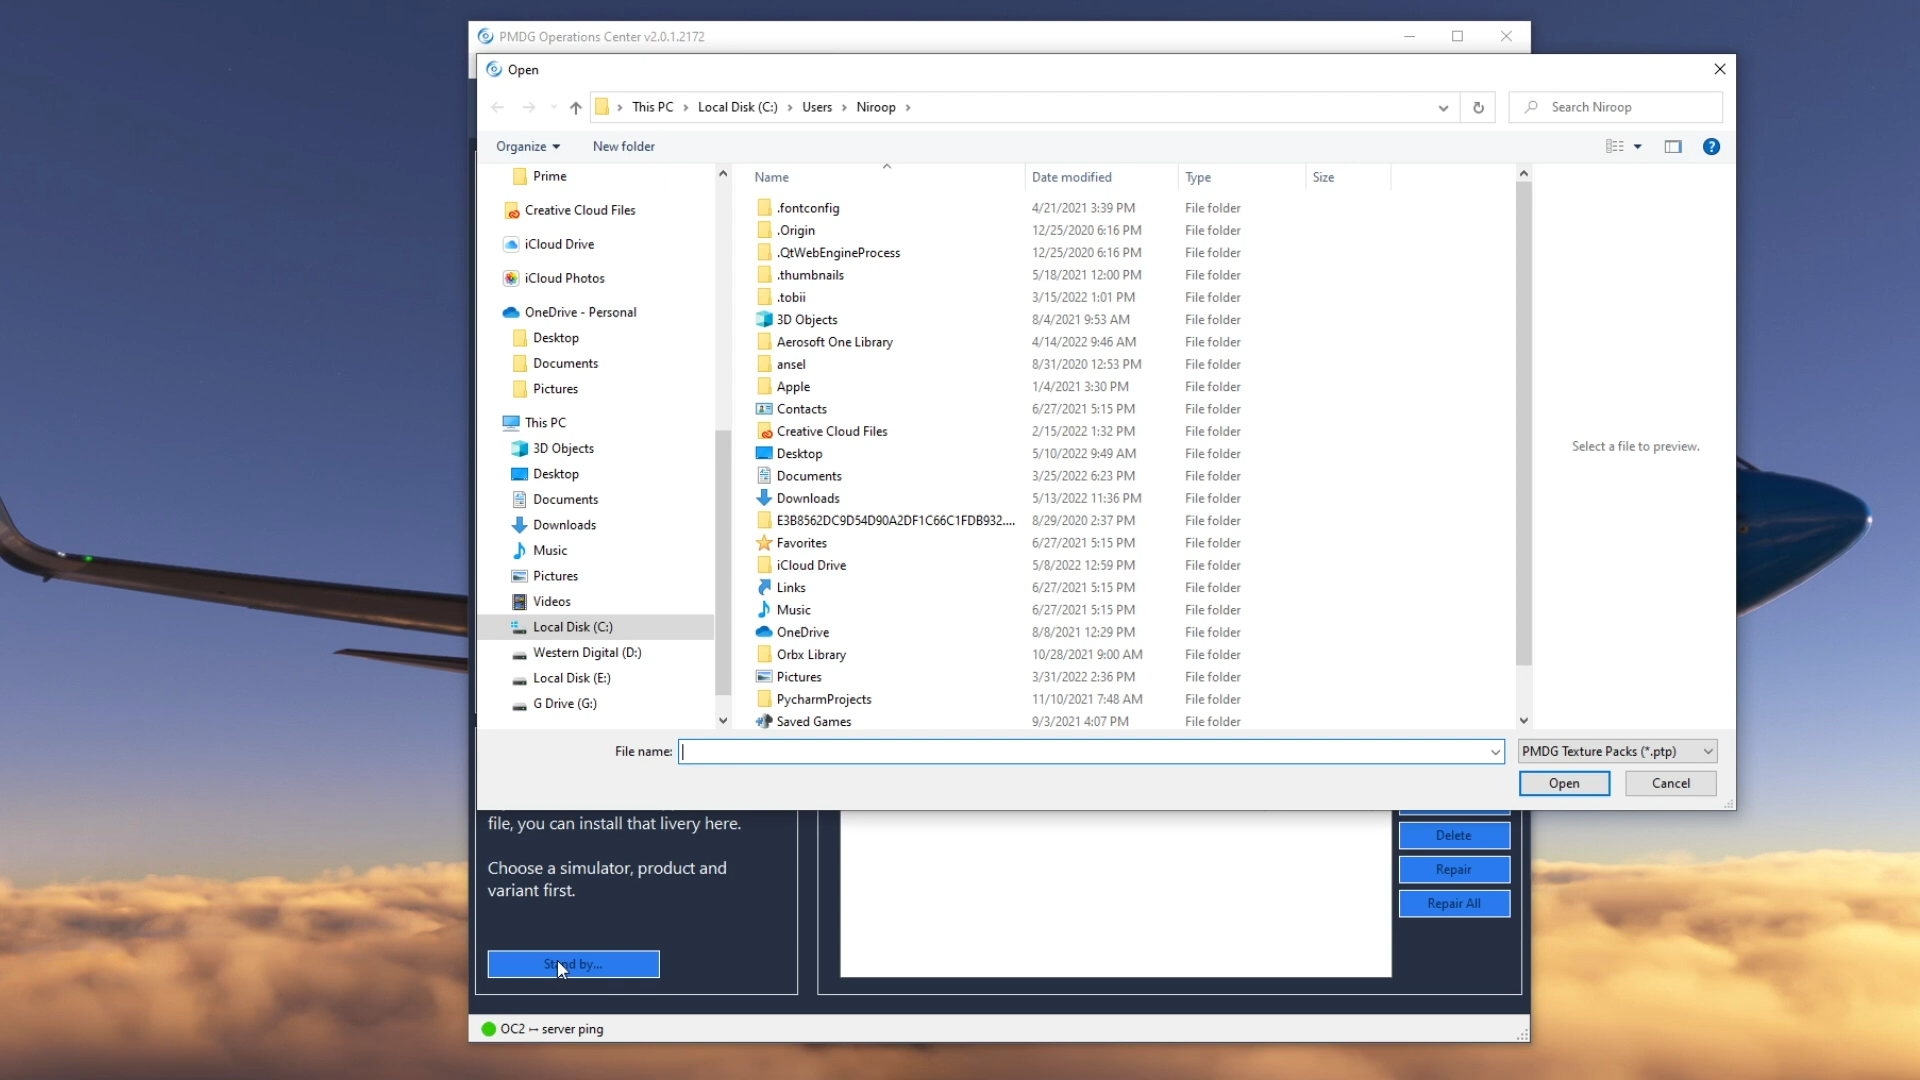 PMDG Operations Center v2.0.1.2172
Open
This PC > Local Disk (C:) > Users > Niroop >
Search Niroop
Organize
New folder
Name Date modified Type Size
Prime
Creative Cloud Files
iCloud Drive
iCloud Photos
OneDrive - Personal
Desktop
Documents
Pictures
This PC
3D Objects
Desktop
Documents
Downloads
Music
Pictures
Videos
Local Disk (C:)
Western Digital (D:)
Local Disk (E:)
G Drive (G:)
.fontconfig 4/21/2021 3:39 PM File folder
.Origin 12/25/2020 6:16 PM File folder
.QtWebEngineProcess 12/25/2020 6:16 PM File folder
.thumbnails 5/18/2021 12:00 PM File folder
.tobii 3/15/2022 1:01 PM File folder
3D Objects 8/4/2021 9:53 AM File folder
Aerosoft One Library 4/14/2022 9:46 AM File folder
ansel 8/31/2020 12:53 PM File folder
Apple 1/4/2021 3:30 PM File folder
Contacts 6/27/2021 5:15 PM File folder
Creative Cloud Files 2/15/2022 1:32 PM File folder
Desktop 5/10/2022 9:49 AM File folder
Documents 3/25/2022 6:23 PM File folder
Downloads 5/13/2022 11:36 PM File folder
E3B8562DC9D54D90A2DF1C66C1FDB932.... 8/29/2020 2:37 PM File folder
Favorites 6/27/2021 5:15 PM File folder
iCloud Drive 5/8/2022 12:59 PM File folder
Links 6/27/2021 5:15 PM File folder
Music 6/27/2021 5:15 PM File folder
OneDrive 8/8/2021 12:29 PM File folder
Orbx Library 10/28/2021 9:00 AM File folder
Pictures 3/31/2022 2:36 PM File folder
PycharmProjects 11/10/2021 7:48 AM File folder
Saved Games 9/3/2021 4:07 PM File folder
Select a file to preview.
File name:
PMDG Texture Packs (*.ptp)
Open
Cancel
file, you can install that livery here.
Choose a simulator, product and
variant first.
Stand by...
Delete
Repair
Repair All
OC2 ↔ server ping